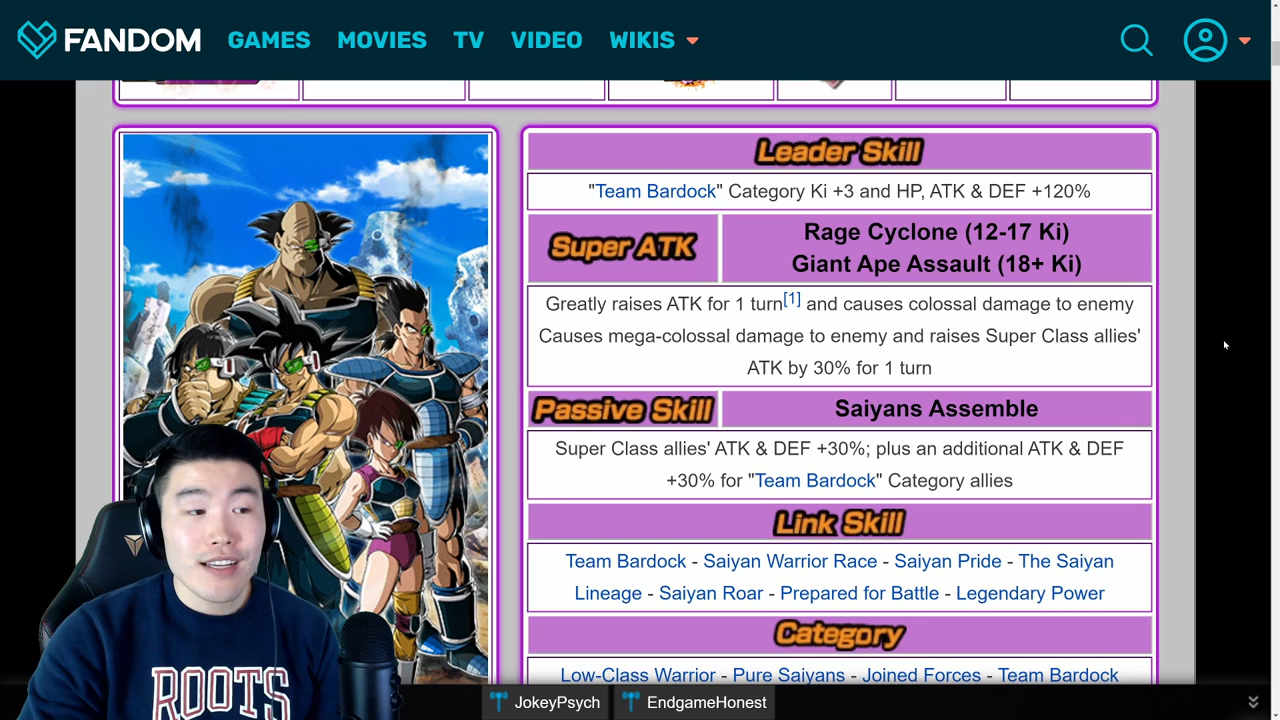 FANDOM GAMES MOVIES TV VIDEO WIKIS
Leader Skill
"Team Bardock" Category Ki +3 and HP, ATK & DEF +120%
Super ATK
Rage Cyclone (12-17 Ki)
Giant Ape Assault (18+ Ki)
Greatly raises ATK for 1 turn[1] and causes colossal damage to enemy
Causes mega-colossal damage to enemy and raises Super Class allies'
ATK by 30% for 1 turn
Passive Skill
Saiyans Assemble
Super Class allies' ATK & DEF +30%; plus an additional ATK & DEF
+30% for "Team Bardock" Category allies
Link Skill
Team Bardock - Saiyan Warrior Race - Saiyan Pride - The Saiyan
Lineage - Saiyan Roar - Prepared for Battle - Legendary Power
Category
Low-Class Warrior - Pure Saiyans - Joined Forces - Team Bardock
ROOTS
JokeyPsych EndgameHonest